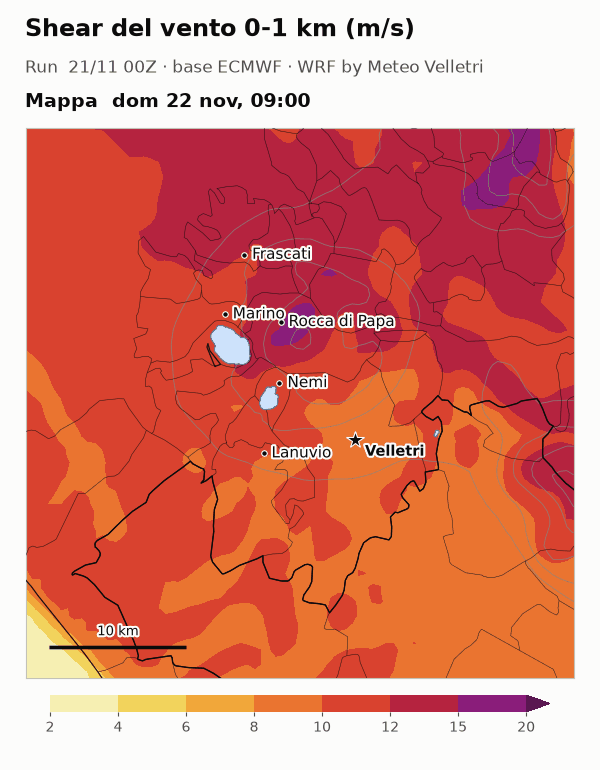 Shear del vento 0-1 km (m/s)
Run 21/11 00Z · base ECMWF · WRF by Meteo Velletri
Mappa dom 22 nov, 09:00
Frascati
Marino
Rocca di Papa
Nemi
Velletri
Lanuvio
10 km
2 4 6 8 10 12 15 20